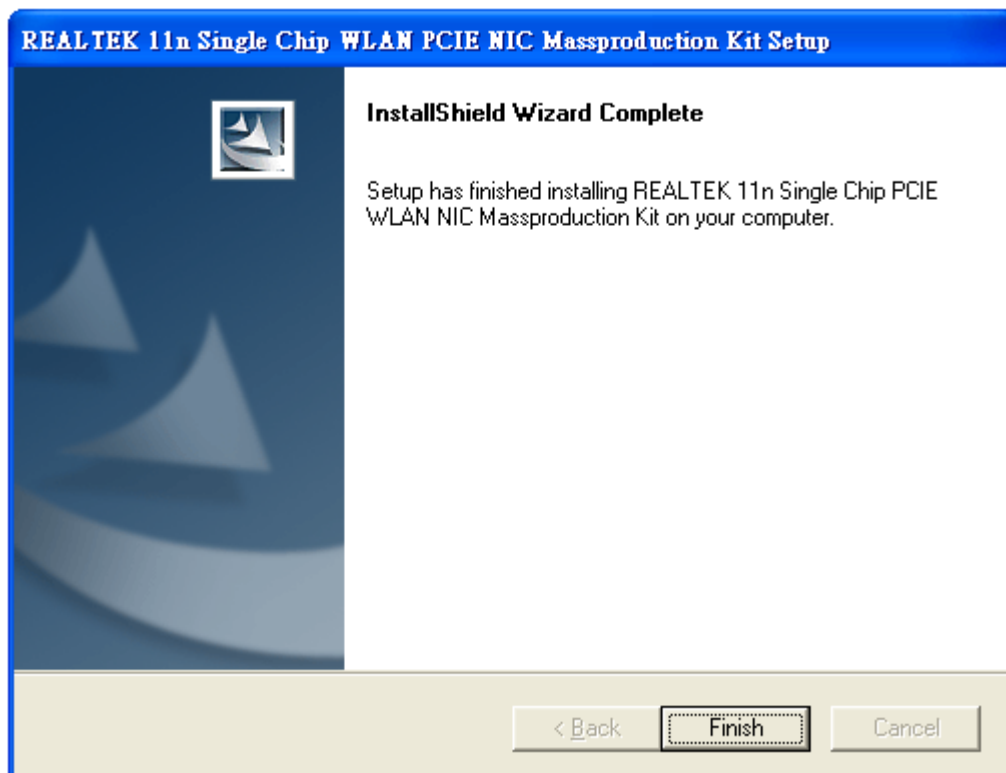 REALTEK 11n Single Chip WLAN PCIE NIC Massproduction Kit Setup
InstallShield Wizard Complete
Setup has finished installing REALTEK 11n Single Chip PCIE
WLAN NIC Massproduction Kit on your computer.
< Back Finish Cancel